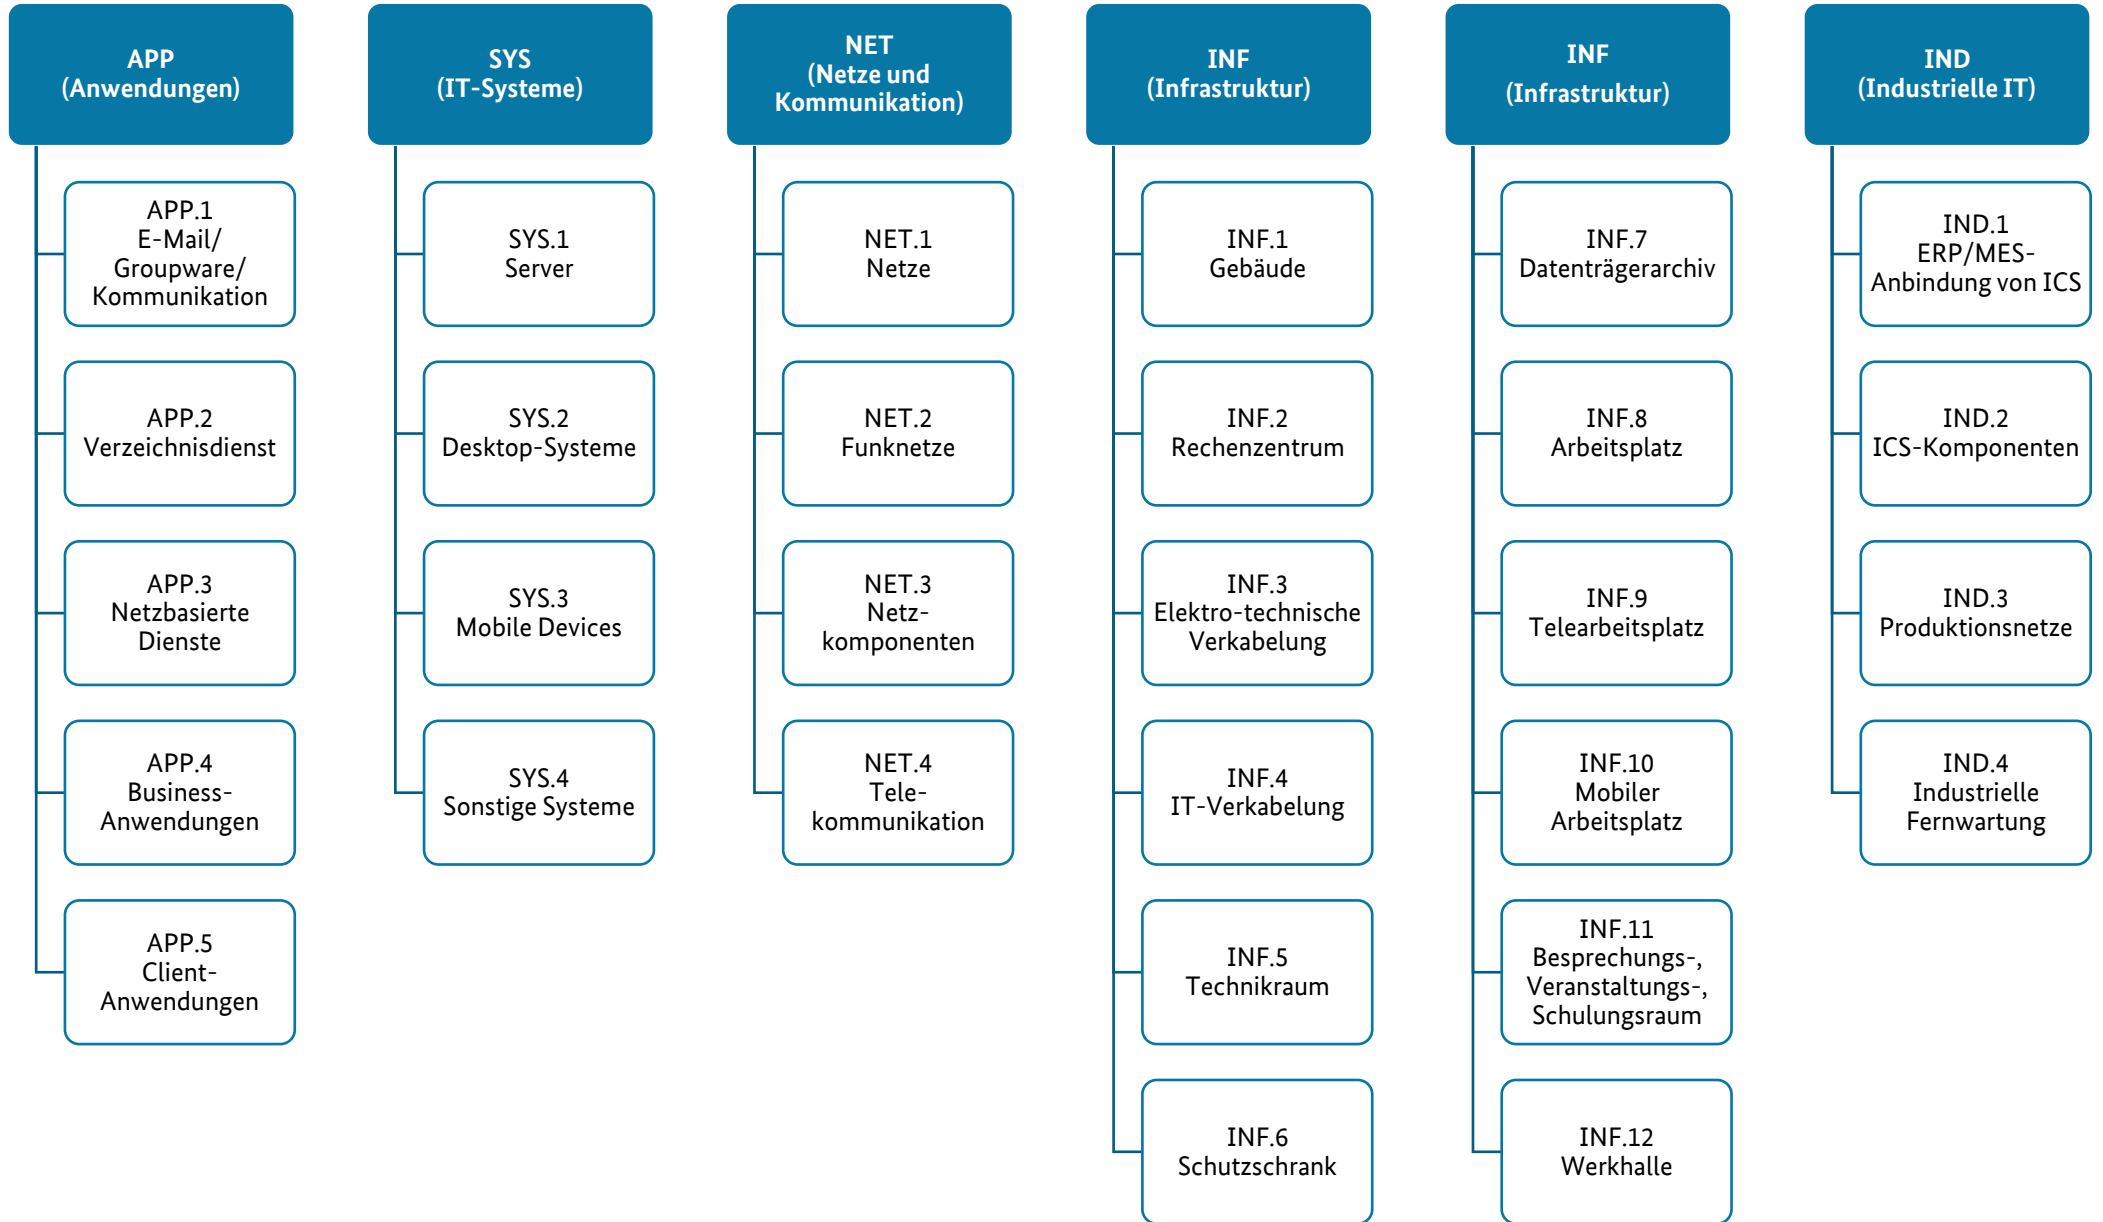 APP
(Anwendungen)
APP.1
E-Mail/
Groupware/
Kommunikation
APP.2
Verzeichnisdienst
APP.3
Netzbasierte
Dienste
APP.4
Business-
Anwendungen
APP.5
Client-
Anwendungen
SYS
(IT-Systeme)
SYS.1
Server
SYS.2
Desktop-Systeme
SYS.3
Mobile Devices
SYS.4
Sonstige Systeme
NET
(Netze und
Kommunikation)
NET.1
Netze
NET.2
Funknetze
NET.3
Netz-
komponenten
NET.4
Tele-
kommunikation
INF
(Infrastruktur)
INF.1
Gebäude
INF.2
Rechenzentrum
INF.3
Elektro-technische
Verkabelung
INF.4
IT-Verkabelung
INF.5
Technikraum
INF.6
Schutzschrank
INF
(Infrastruktur)
INF.7
Datenträgerarchiv
INF.8
Arbeitsplatz
INF.9
Telearbeitsplatz
INF.10
Mobiler
Arbeitsplatz
INF.11
Besprechungs-,
Veranstaltungs-,
Schulungsraum
INF.12
Werkhalle
IND
(Industrielle IT)
IND.1
ERP/MES-
Anbindung von ICS
IND.2
ICS-Komponenten
IND.3
Produktionsnetze
IND.4
Industrielle
Fernwartung